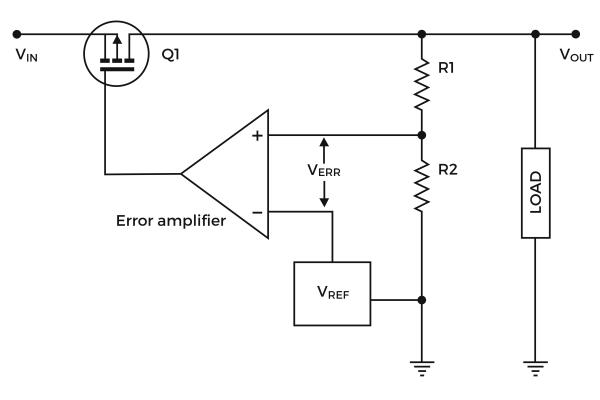 VIN
Q1
VOUT
R1
+
VERR
R2
LOAD
Error amplifier
−
VREF